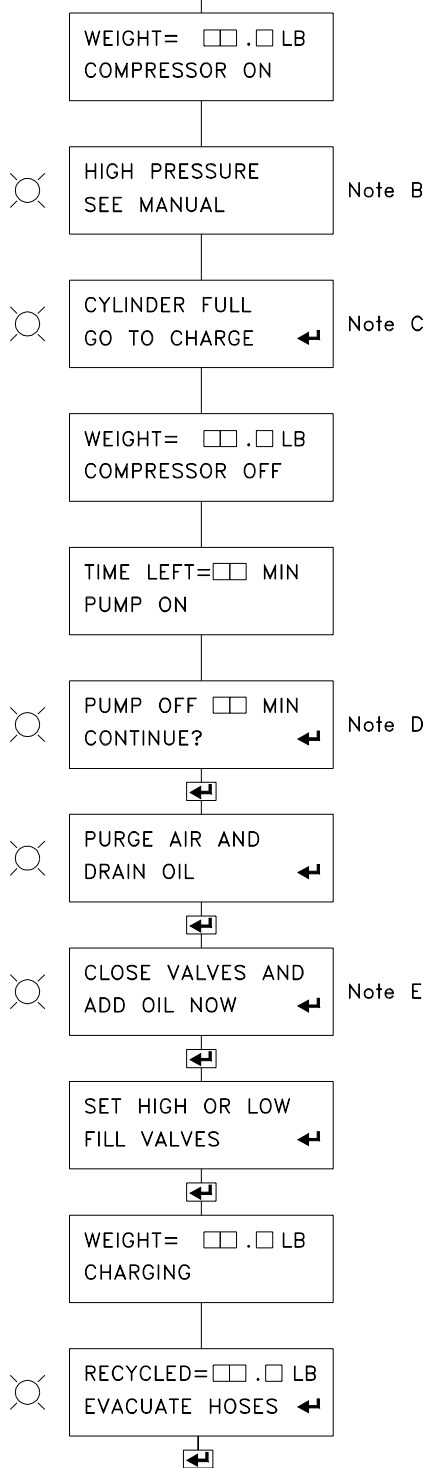 WEIGHT= □□.□ LB
COMPRESSOR ON
HIGH PRESSURE
SEE MANUAL
Note B
CYLINDER FULL
GO TO CHARGE ↵
Note C
WEIGHT= □□.□ LB
COMPRESSOR OFF
TIME LEFT=□□ MIN
PUMP ON
PUMP OFF □□ MIN
CONTINUE? ↵
Note D
↵
PURGE AIR AND
DRAIN OIL ↵
↵
CLOSE VALVES AND
ADD OIL NOW ↵
Note E
↵
SET HIGH OR LOW
FILL VALVES ↵
↵
WEIGHT= □□.□ LB
CHARGING
RECYCLED=□□.□ LB
EVACUATE HOSES ↵
↵